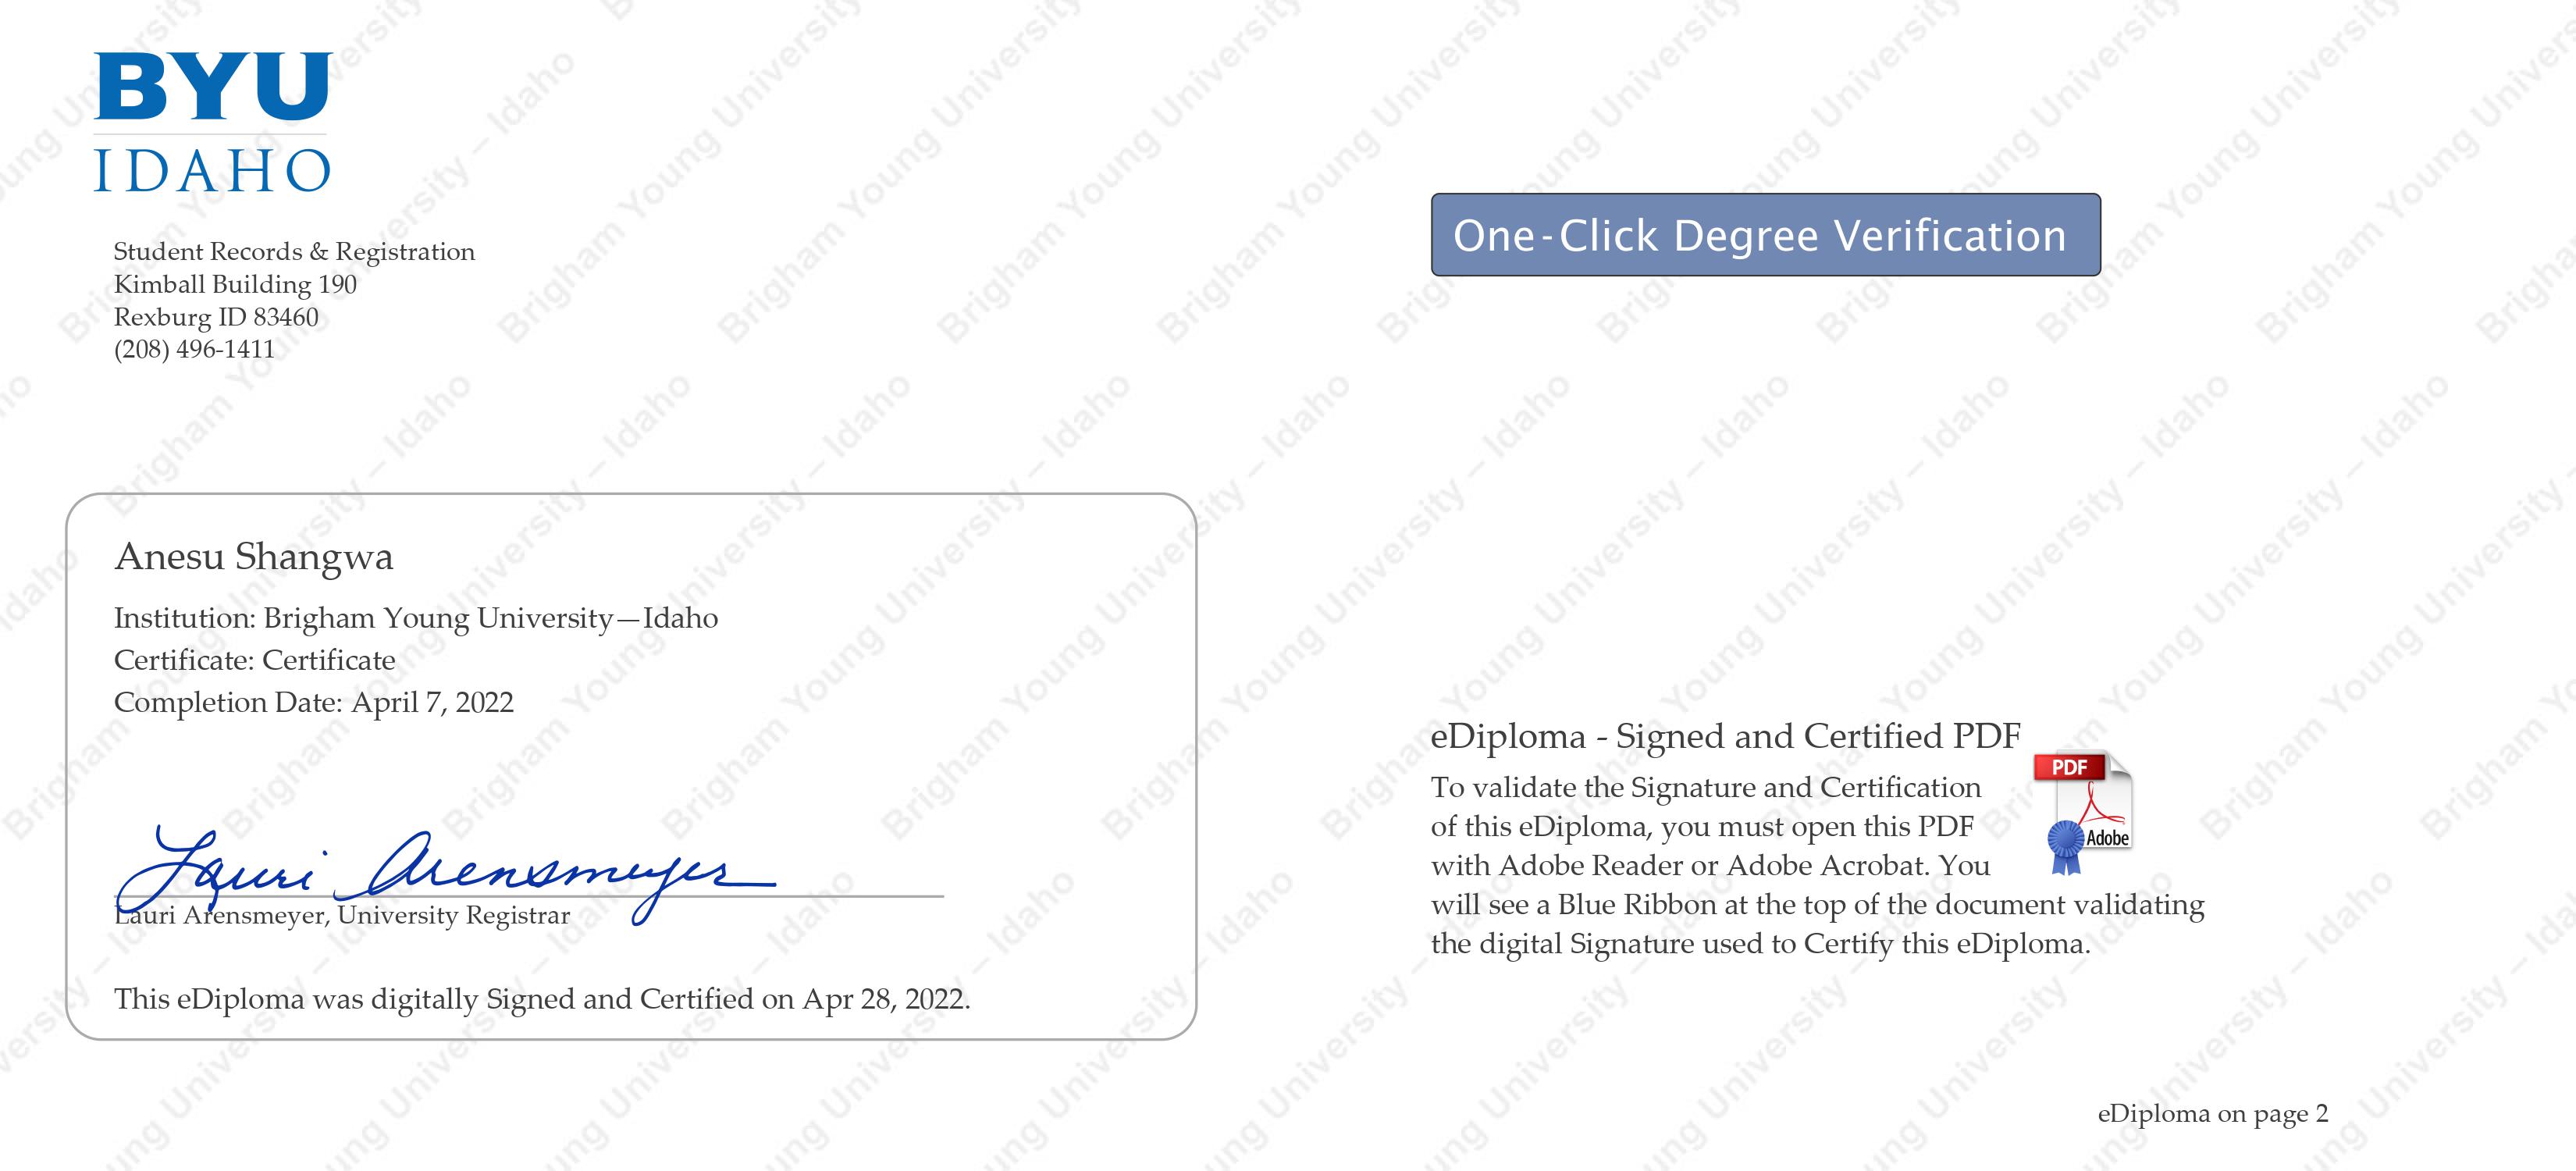 BYU
IDAHO
Student Records & Registration
Kimball Building 190
Rexburg ID 83460
(208) 496-1411
One-Click Degree Verification
Anesu Shangwa
Institution: Brigham Young University—Idaho
Certificate: Certificate
Completion Date: April 7, 2022
Lauri Arensmeyer
Lauri Arensmeyer, University Registrar
This eDiploma was digitally Signed and Certified on Apr 28, 2022.
eDiploma - Signed and Certified PDF
To validate the Signature and Certification
of this eDiploma, you must open this PDF
with Adobe Reader or Adobe Acrobat. You
will see a Blue Ribbon at the top of the document validating
the digital Signature used to Certify this eDiploma.
PDF
Adobe
eDiploma on page 2
Brigham Young University – Idaho